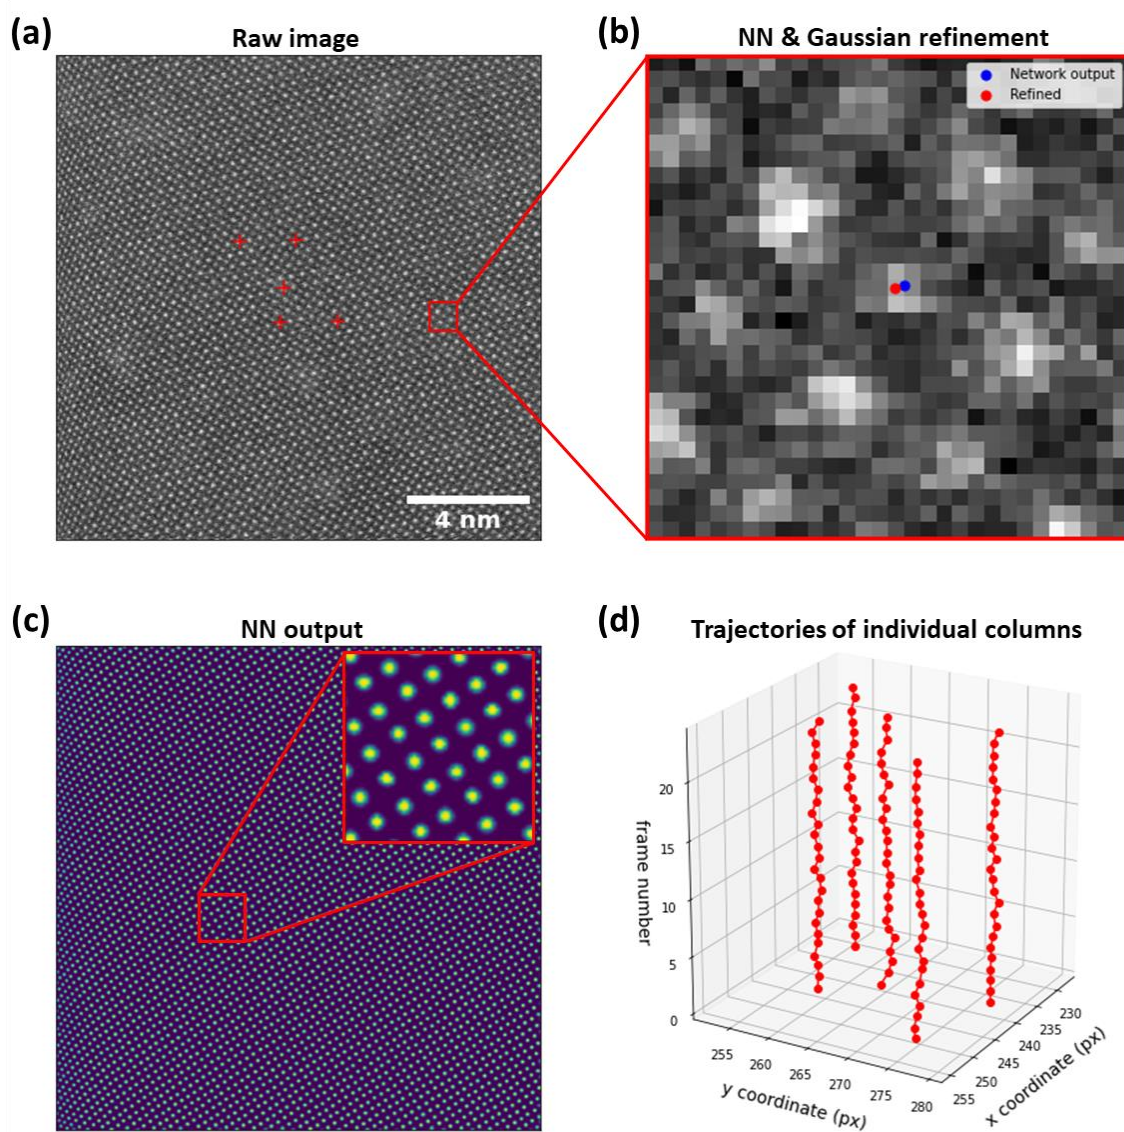 (a)
Raw image
4 nm
(b)
NN & Gaussian refinement
Network output
Refined
(c)
NN output
(d)
Trajectories of individual columns
frame number
20
15
10
5
0
255
260
265
270
275
280
y coordinate (px)
230
235
240
245
250
255
x coordinate (px)